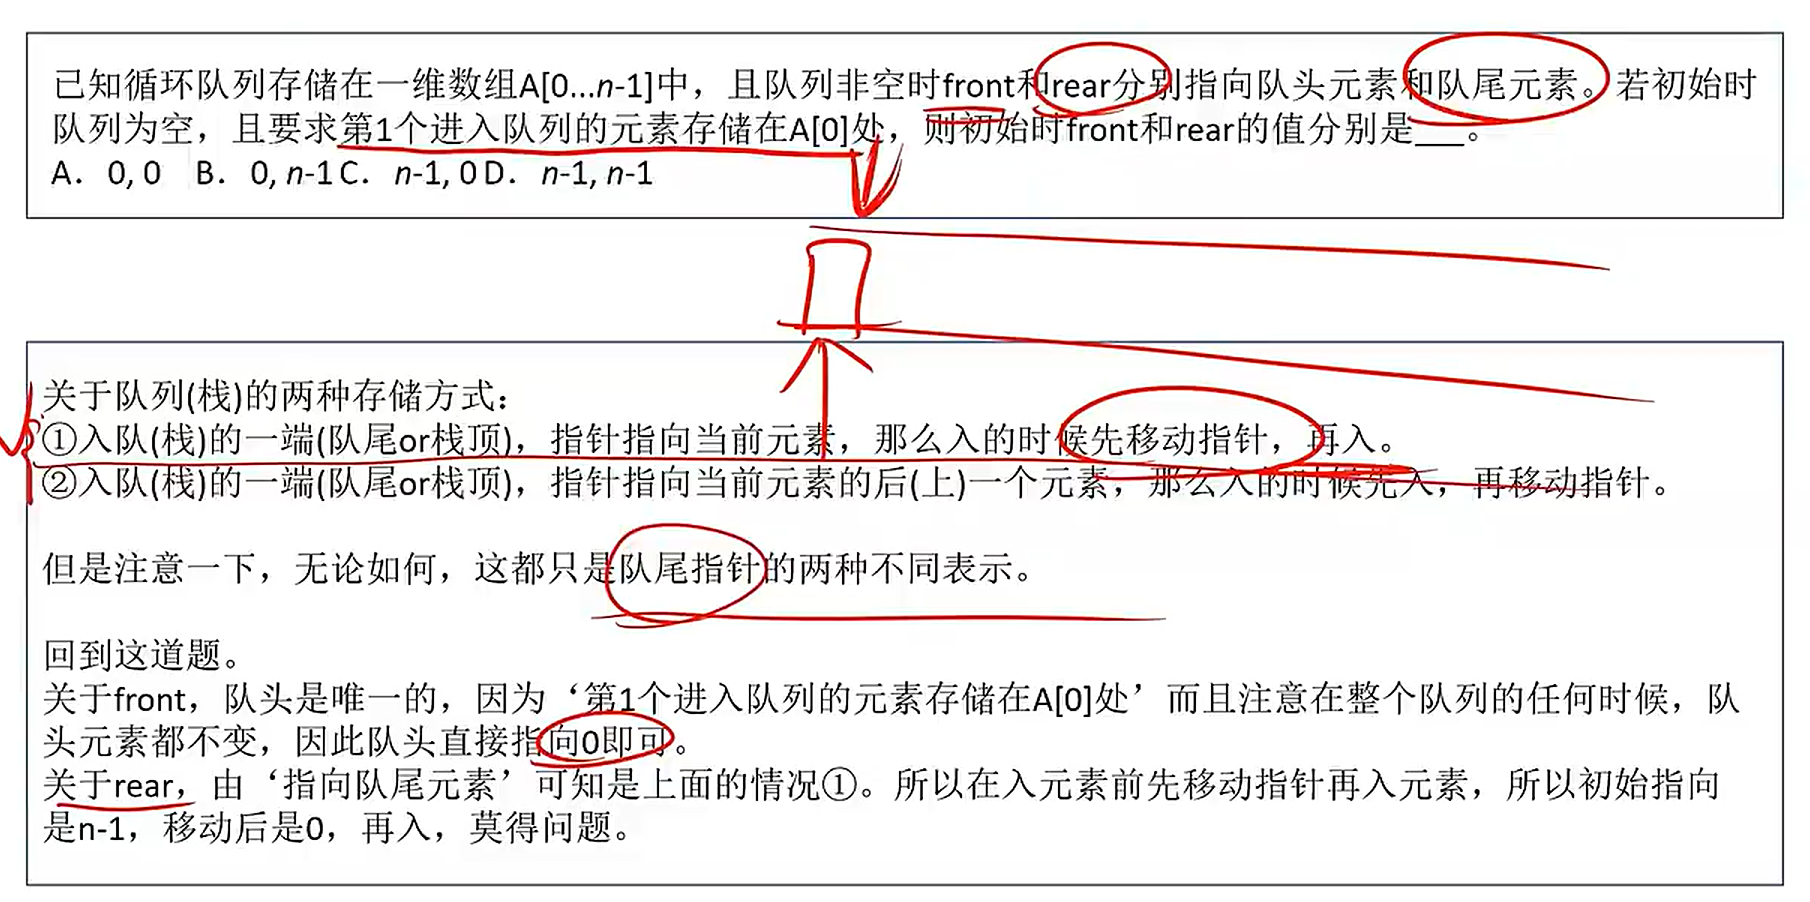 已知循环队列存储在一维数组A[0...n-1]中，且队列非空时front和rear分别指向队头元素和队尾元素。若初始时
队列为空，且要求第1个进入队列的元素存储在A[0]处，则初始时front和rear的值分别是___。
A．0, 0 B．0, n-1 C．n-1, 0 D．n-1, n-1
关于队列(栈)的两种存储方式：
①入队(栈)的一端(队尾or栈顶)，指针指向当前元素，那么入的时候先移动指针，再入。
②入队(栈)的一端(队尾or栈顶)，指针指向当前元素的后(上)一个元素，那么入的时候先入，再移动指针。
但是注意一下，无论如何，这都只是队尾指针的两种不同表示。
回到这道题。
关于front，队头是唯一的，因为‘第1个进入队列的元素存储在A[0]处’而且注意在整个队列的任何时候，队
头元素都不变，因此队头直接指向0即可。
关于rear，由‘指向队尾元素’可知是上面的情况①。所以在入元素前先移动指针再入元素，所以初始指向
是n-1，移动后是0，再入，莫得问题。